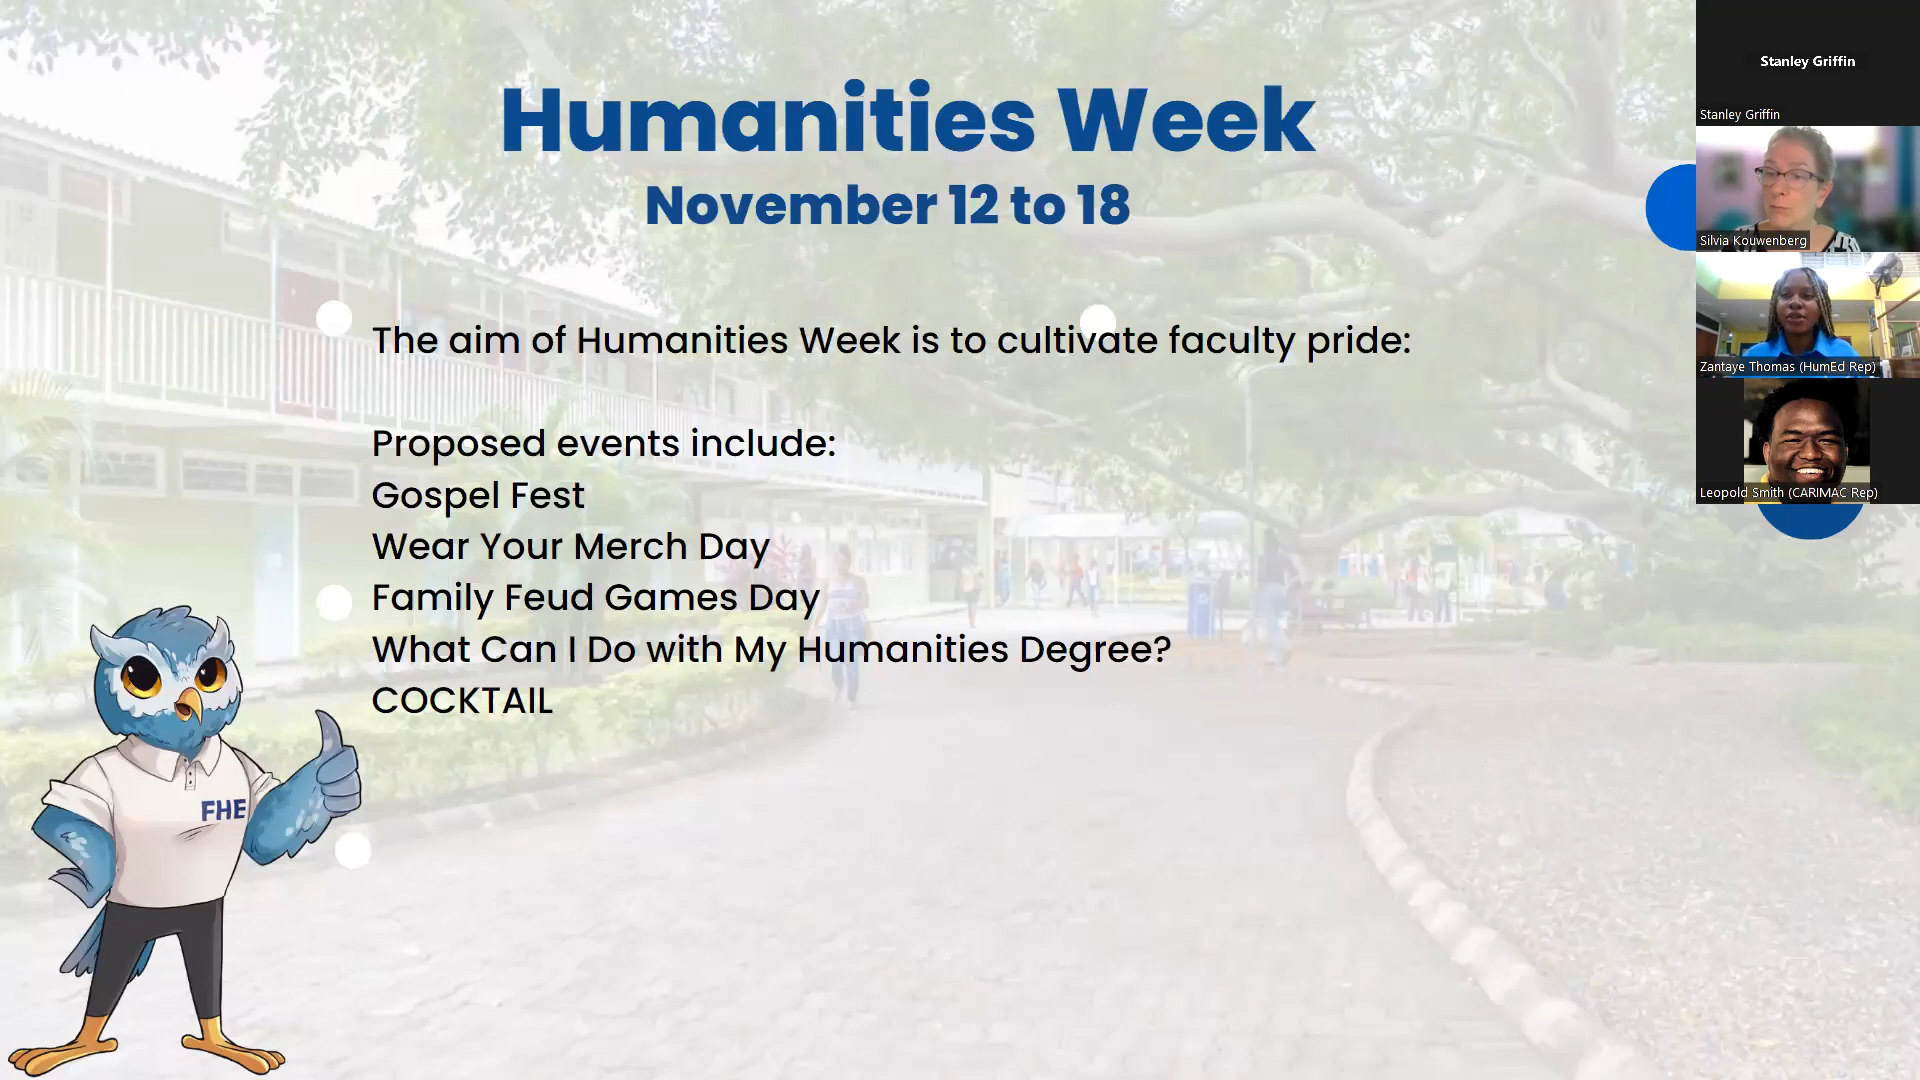 Humanities Week
November 12 to 18
The aim of Humanities Week is to cultivate faculty pride:
Proposed events include:
Gospel Fest
Wear Your Merch Day
Family Feud Games Day
What Can I Do with My Humanities Degree?
COCKTAIL
FHE
Stanley Griffin
Stanley Griffin
Silvia Kouwenberg
Zantaye Thomas (HumEd Rep)
Leopold Smith (CARIMAC Rep)